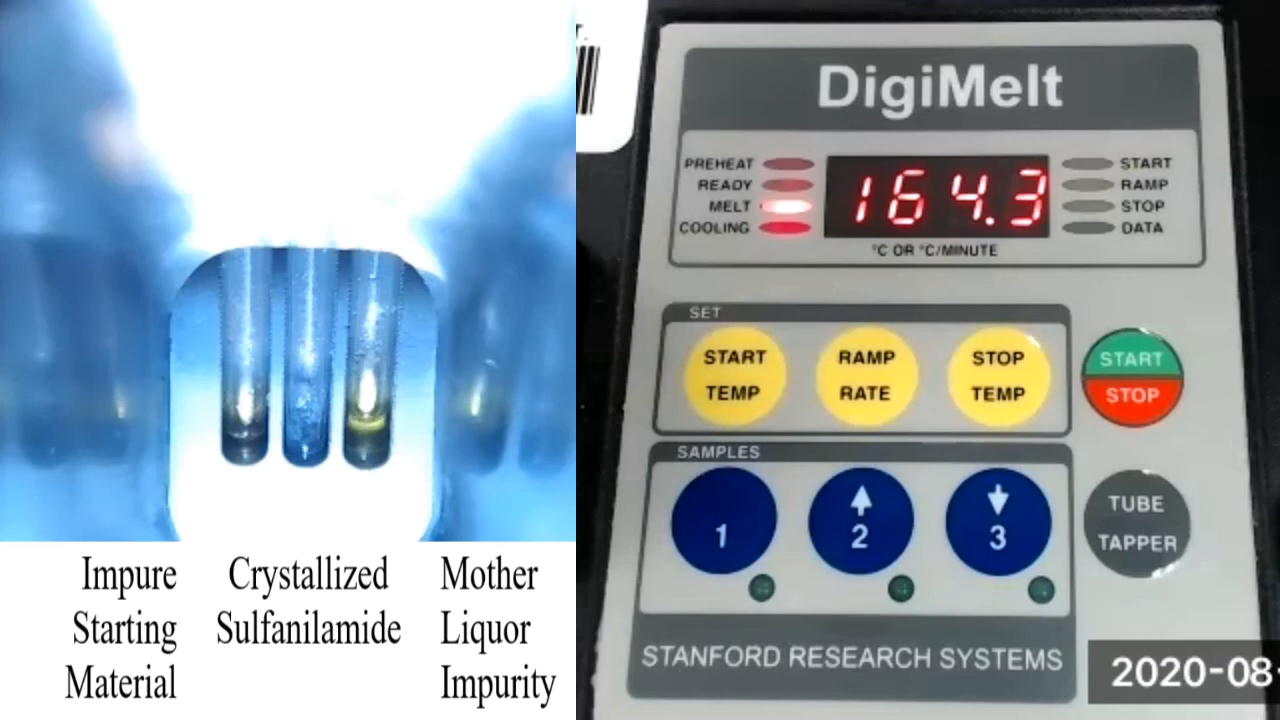 DigiMelt
PREHEAT
READY
MELT
COOLING
164.3
START
RAMP
STOP
DATA
°C OR °C/MINUTE
SET
START
TEMP
RAMP
RATE
STOP
TEMP
START
STOP
SAMPLES
1
2
3
TUBE
TAPPER
STANFORD RESEARCH SYSTEMS
2020-08-
Impure
Starting
Material
Crystallized
Sulfanilamide
Mother
Liquor
Impurity